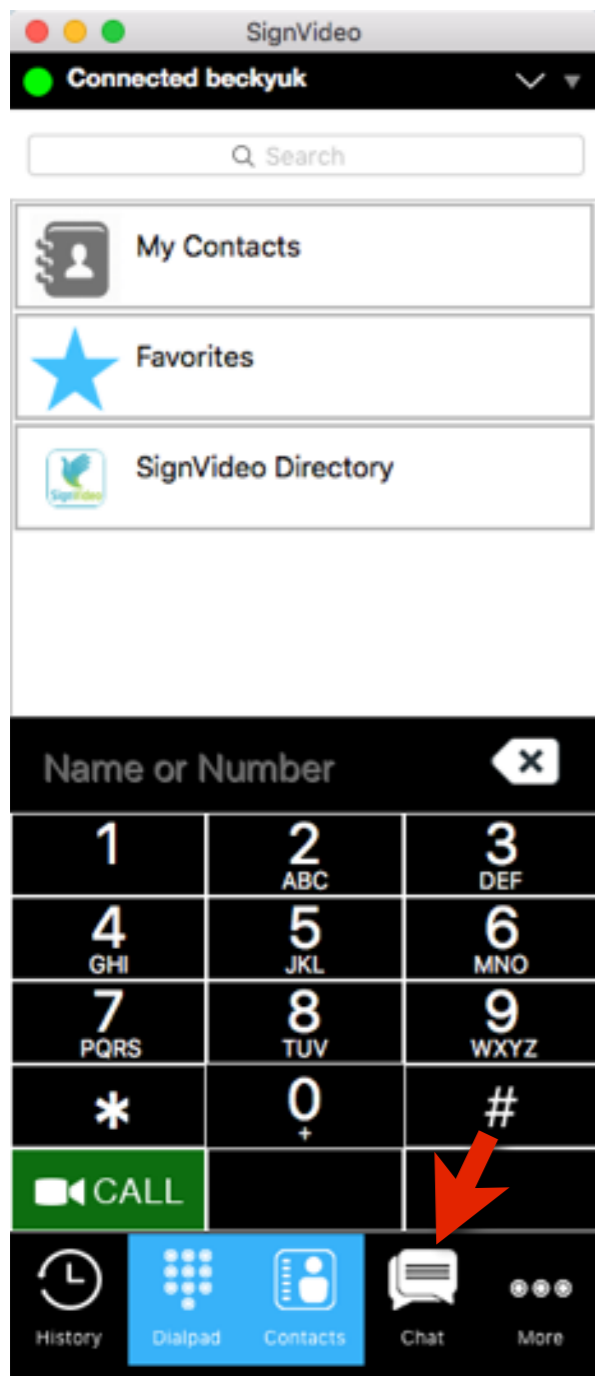 SignVideo
Connected beckyuk
Search
My Contacts
Favorites
SignVideo
SignVideo Directory
Name or Number
1 2 3
ABC DEF
4 5 6
GHI JKL MNO
7 8 9
PQRS TUV WXYZ
* 0 #
+
CALL
History Dialpad Contacts Chat More